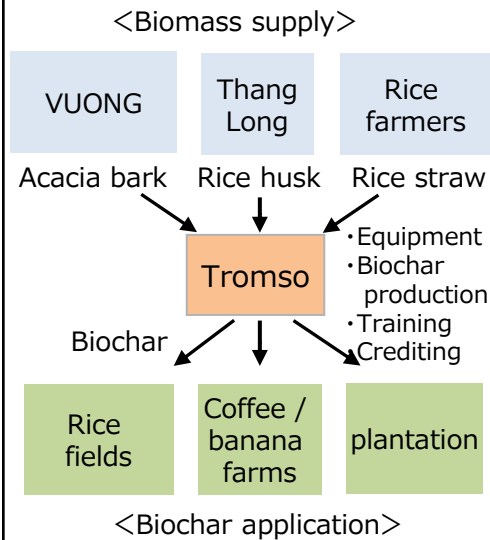 <Biomass supply>
VUONG
Thang
Long
Rice
farmers
Acacia bark
Rice husk
Rice straw
Tromso
・Equipment
・Biochar
production
・Training
・Crediting
Biochar
Rice
fields
Coffee /
banana
farms
plantation
<Biochar application>